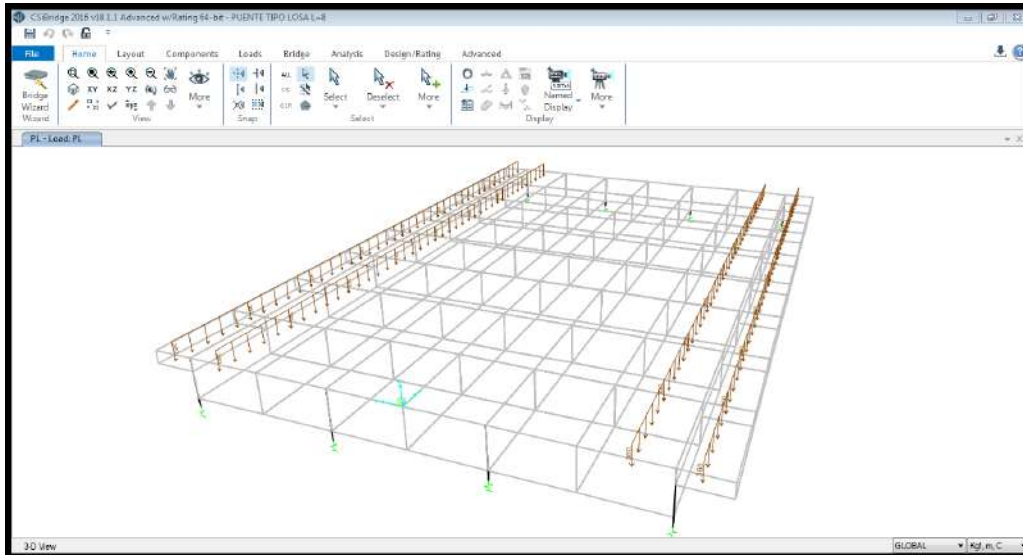 CSiBridge 2016 v18.1.1 Advanced w/Rating 64-bit - PUENTE TIPO LOSA L=8
File Home Layout Components Loads Bridge Analysis Design/Rating Advanced
XY XZ YZ
ALL
Bridge Wizard
More
Select
Deselect
More
Named Display
More
Wizard View Snap Select Display
PL - Load: PL
3-D View
GLOBAL
Kgf, m, C